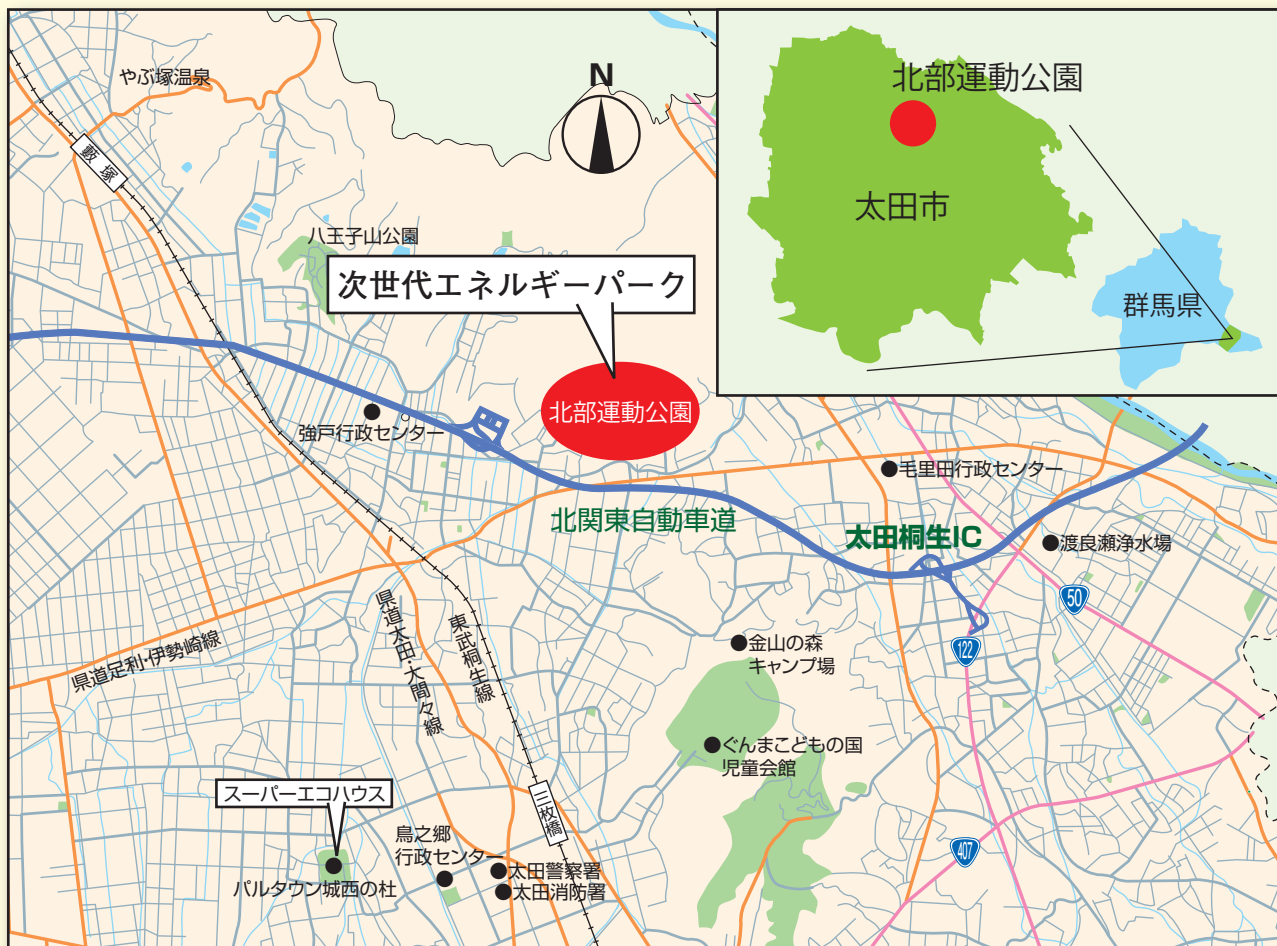 やぶ塚温泉
N
北部運動公園
太田市
群馬県
藪塚
八王子山公園
次世代エネルギーパーク
北部運動公園
強戸行政センター
毛里田行政センター
北関東自動車道
太田桐生IC
渡良瀬浄水場
50
122
県道足利・伊勢崎線
県道太田・大間々線
東武桐生線
金山の森
キャンプ場
ぐんまこどもの国
児童会館
スーパーエコハウス
三枚橋
鳥之郷
行政センター
407
太田警察署
太田消防署
パルタウン城西の杜